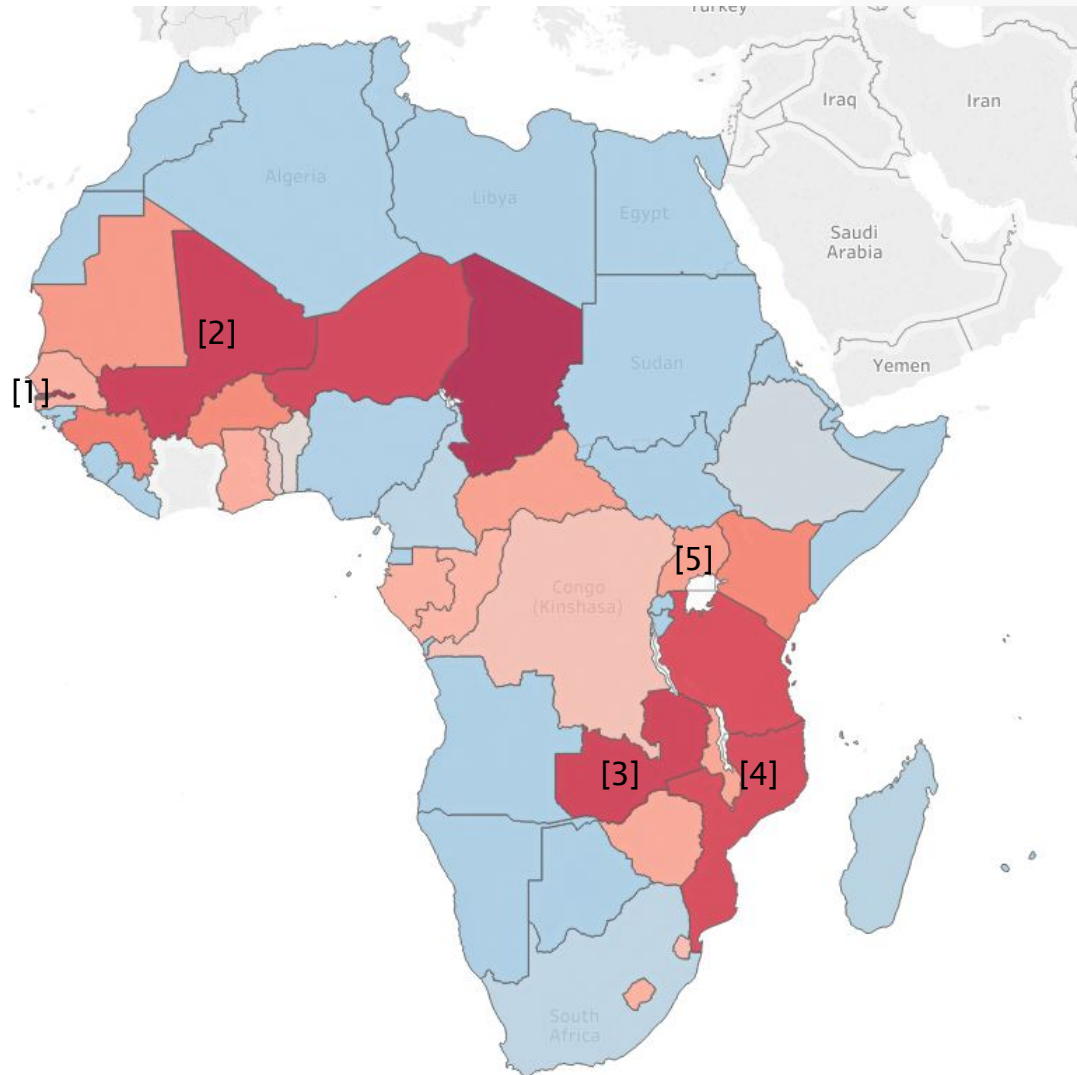 Turkey
Iraq
Iran
Algeria
Libya
Egypt
Saudi
Arabia
[2]
Sudan
Yemen
[1]
[5]
Congo
(Kinshasa)
[3]
[4]
South
Africa